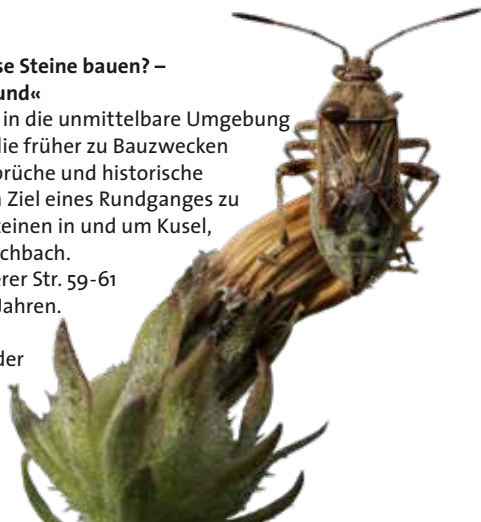 se Steine bauen? –
und«
in die unmittelbare Umgebung
die früher zu Bauzwecken
brüche und historische
Ziel eines Rundganges zu
teinen in und um Kusel,
chbach.
erer Str. 59-61
Jahren.
der